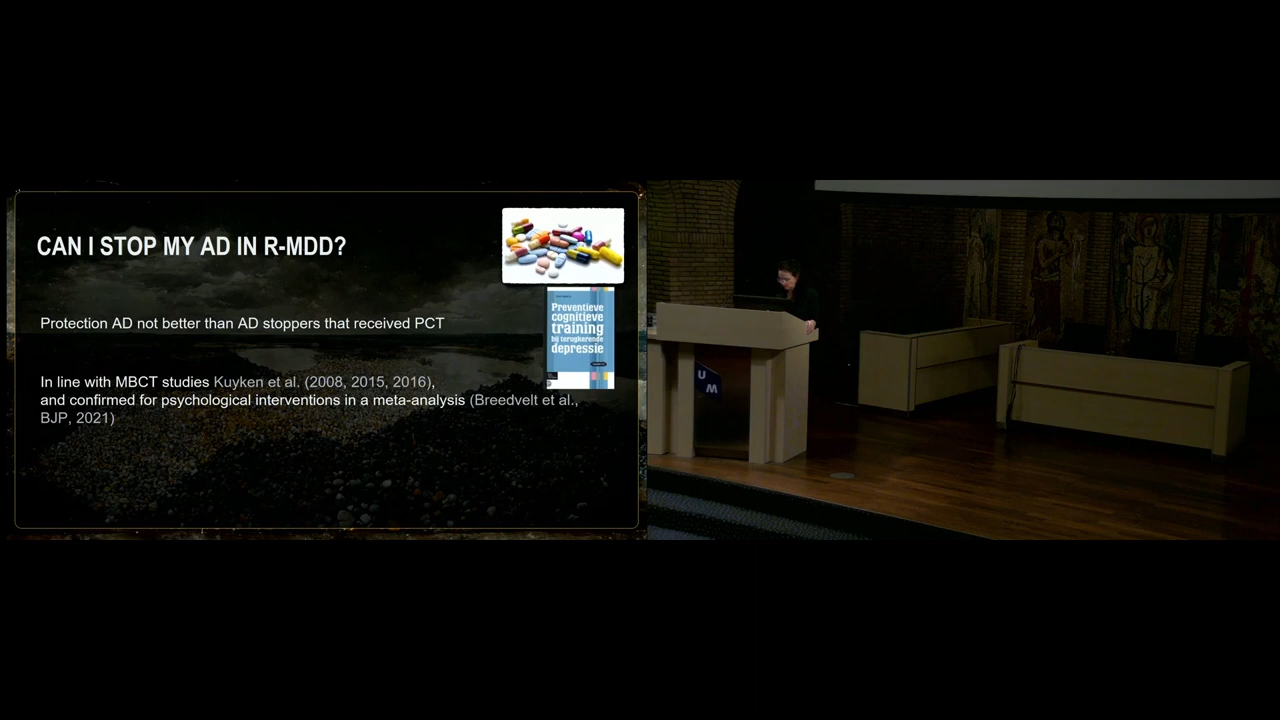 CAN I STOP MY AD IN R-MDD?
Preventieve
cognitieve
training
bij terugkerende
depressie
Protection AD not better than AD stoppers that received PCT
In line with MBCT studies Kuyken et al. (2008, 2015, 2016),
and confirmed for psychological interventions in a meta-analysis (Breedvelt et al.,
BJP, 2021)
U
M